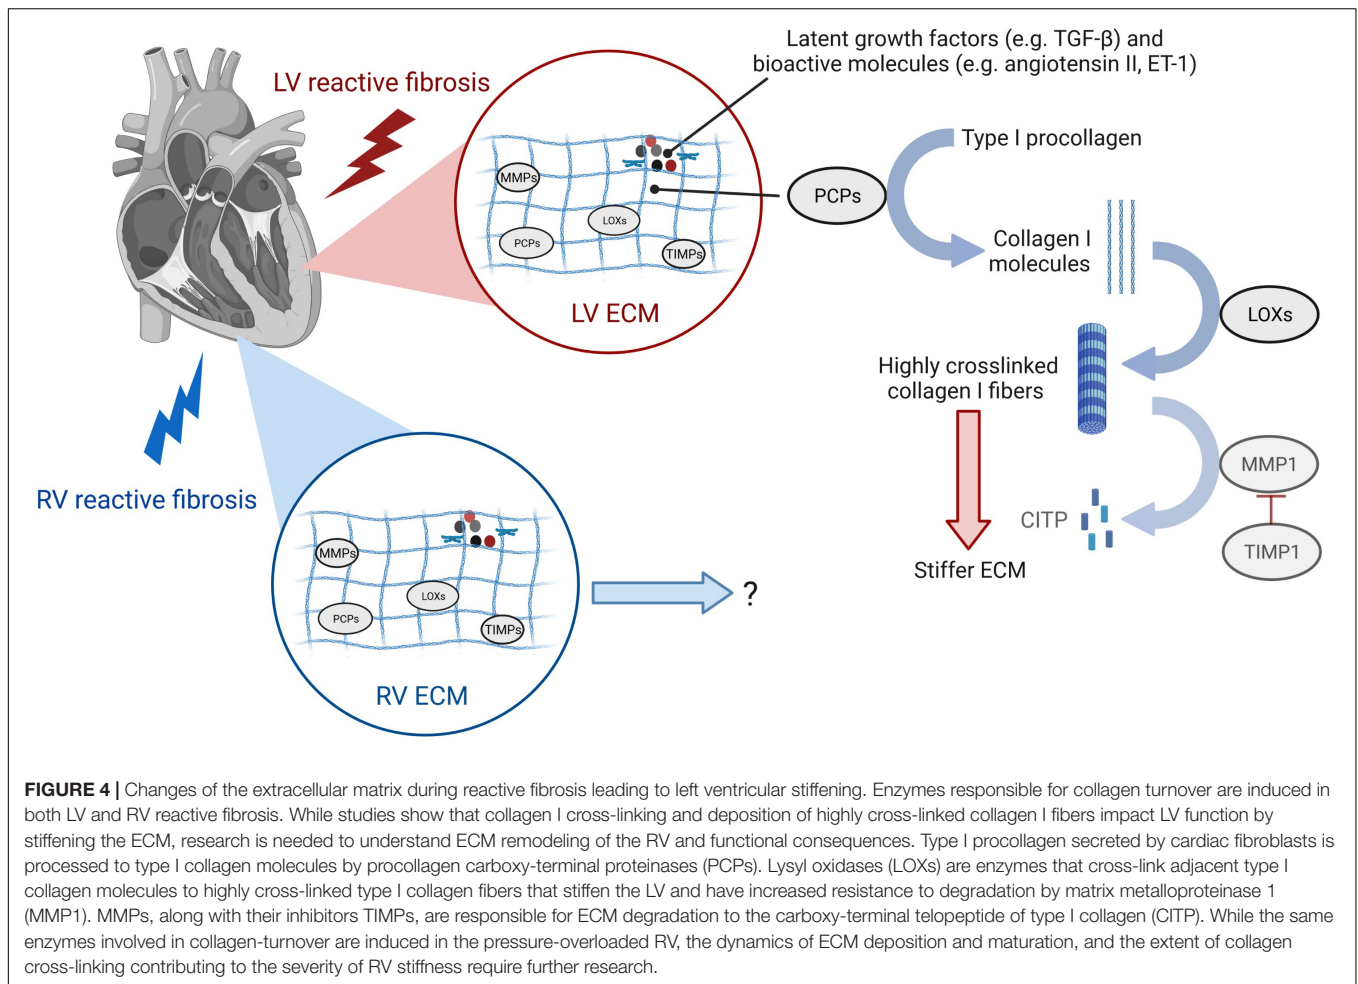 Latent growth factors (e.g. TGF-β) and
bioactive molecules (e.g. angiotensin II, ET-1)
LV reactive fibrosis
MMPs
LOXs
PCPs
TIMPs
LV ECM
PCPs
Type I procollagen
Collagen I
molecules
LOXs
Highly crosslinked
collagen I fibers
MMP1
CITP
TIMP1
Stiffer ECM
RV reactive fibrosis
MMPs
LOXs
PCPs
TIMPs
RV ECM
?
FIGURE 4 | Changes of the extracellular matrix during reactive fibrosis leading to left ventricular stiffening. Enzymes responsible for collagen turnover are induced in
both LV and RV reactive fibrosis. While studies show that collagen I cross-linking and deposition of highly cross-linked collagen I fibers impact LV function by
stiffening the ECM, research is needed to understand ECM remodeling of the RV and functional consequences. Type I procollagen secreted by cardiac fibroblasts is
processed to type I collagen molecules by procollagen carboxy-terminal proteinases (PCPs). Lysyl oxidases (LOXs) are enzymes that cross-link adjacent type I
collagen molecules to highly cross-linked type I collagen fibers that stiffen the LV and have increased resistance to degradation by matrix metalloproteinase 1
(MMP1). MMPs, along with their inhibitors TIMPs, are responsible for ECM degradation to the carboxy-terminal telopeptide of type I collagen (CITP). While the same
enzymes involved in collagen-turnover are induced in the pressure-overloaded RV, the dynamics of ECM deposition and maturation, and the extent of collagen
cross-linking contributing to the severity of RV stiffness require further research.